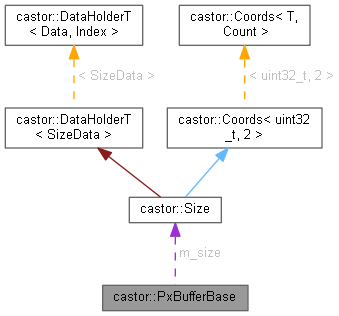 castor::DataHolderT
< Data, Index >
castor::Coords< T,
Count >
< SizeData >
< uint32_t, 2 >
castor::DataHolderT
< SizeData >
castor::Coords< uint32
_t, 2 >
castor::Size
m_size
castor::PxBufferBase